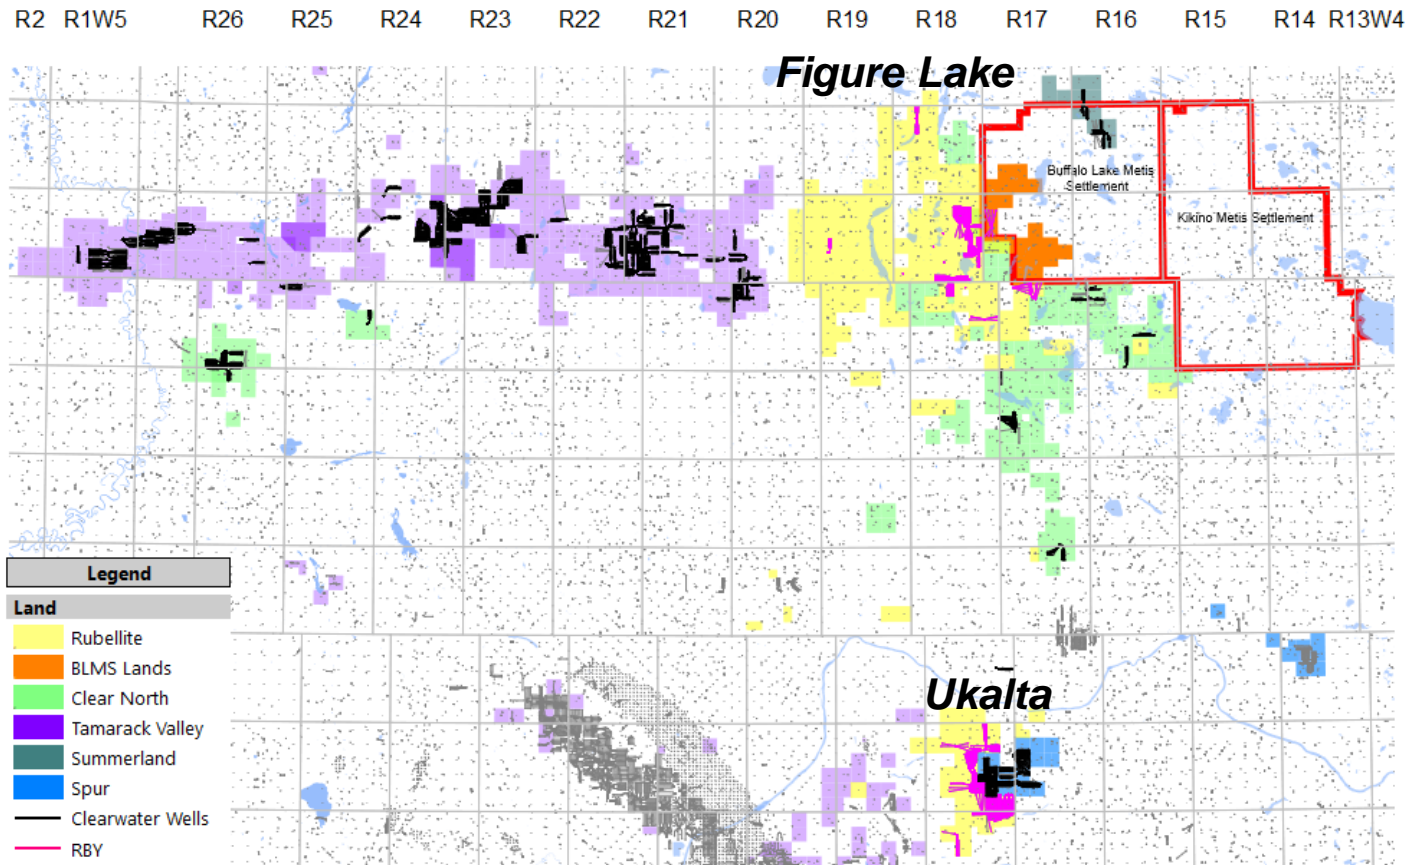 R2 R1W5 R26 R25 R24 R23 R22 R21 R20 R19 R18 R17 R16 R15 R14 R13W4
Figure Lake
Buffalo Lake Metis
Settlement
Kikino Metis Settlement
Legend
Land
Rubellite
BLMS Lands
Clear North
Tamarack Valley
Summerland
Spur
Clearwater Wells
RBY
Ukalta